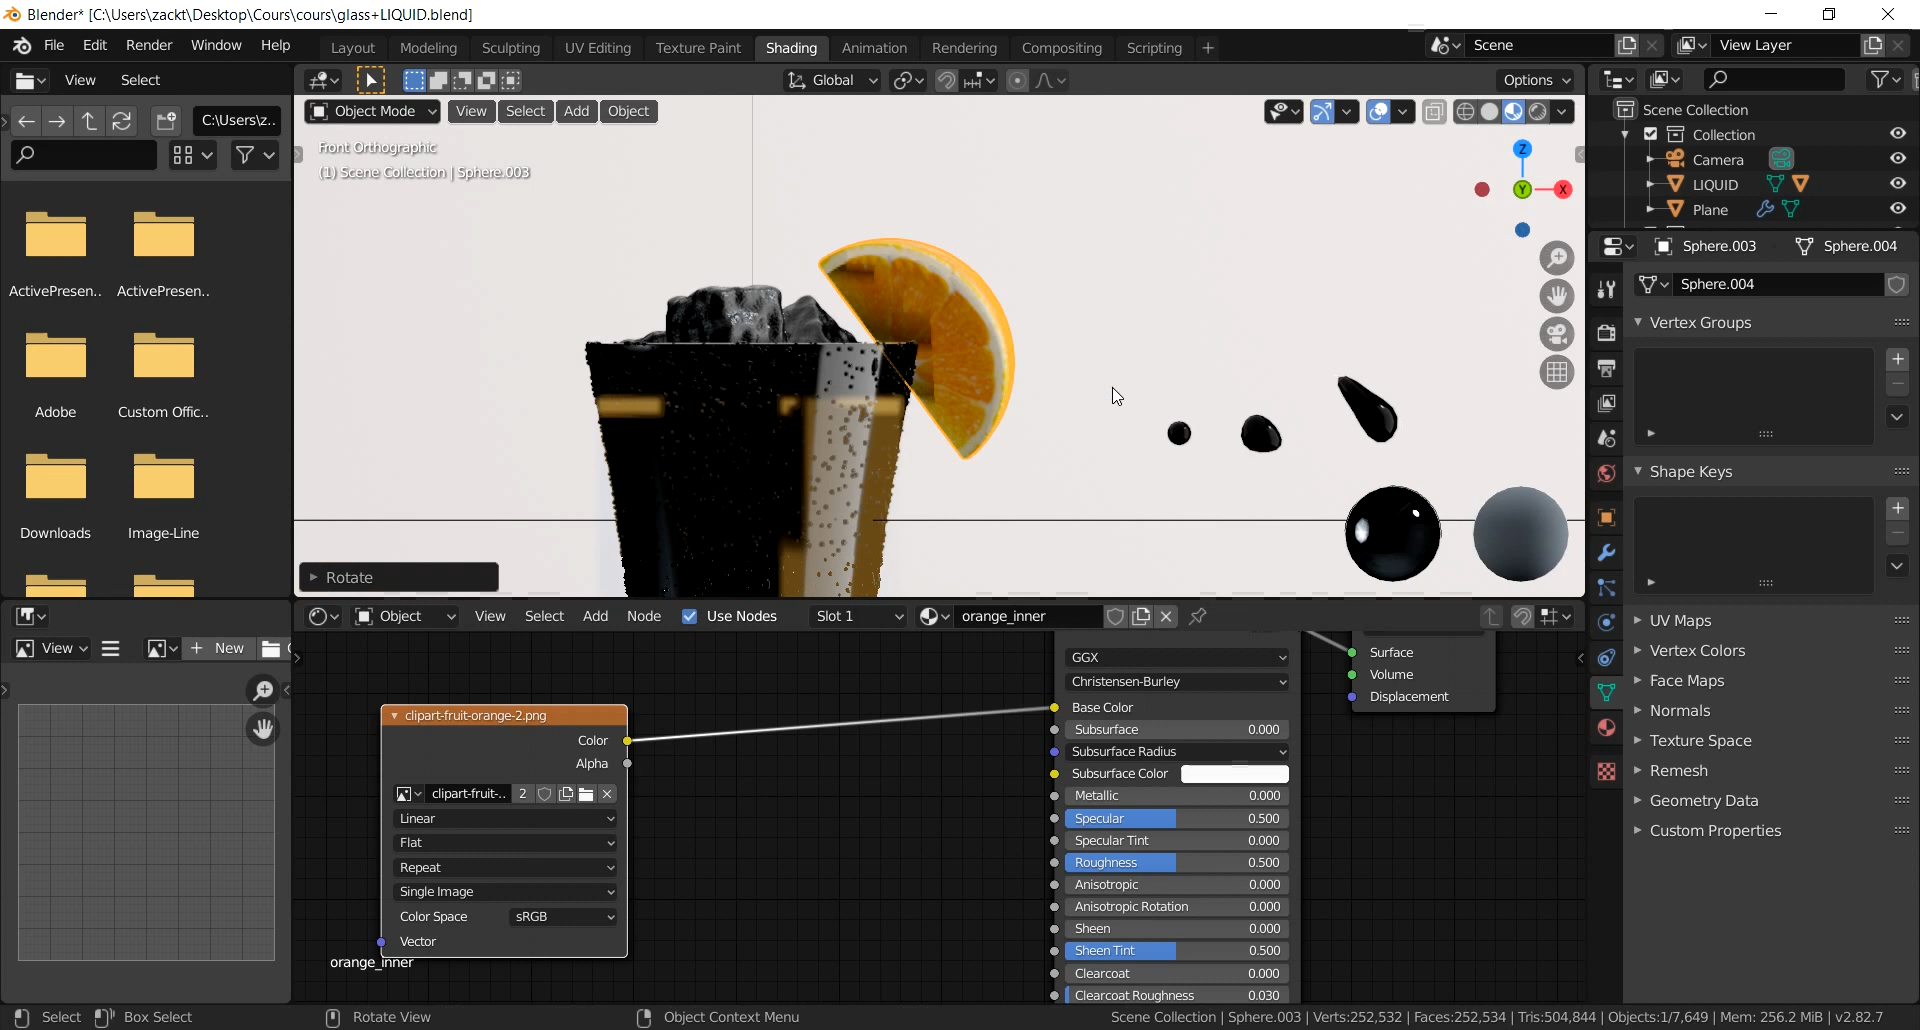 Blender* [C:\Users\zackt\Desktop\Cours\cours\glass+LIQUID.blend]
File Edit Render Window Help
Layout Modeling Sculpting UV Editing Texture Paint Shading Animation Rendering Compositing Scripting +
Scene
View Layer
View Select
Global
Options
Object Mode View Select Add Object
C:\Users\z..
Front Orthographic
(1) Scene Collection | Sphere.003
Z
Y
X
Scene Collection
Collection
Camera
LIQUID
Plane
Sphere.003 Sphere.004
Sphere.004
Vertex Groups
Shape Keys
UV Maps
Vertex Colors
Face Maps
Normals
Texture Space
Remesh
Geometry Data
Custom Properties
ActivePresen.. ActivePresen..
Adobe Custom Offic..
Downloads Image-Line
Rotate
Object View Select Add Node Use Nodes Slot 1 orange_inner
View + New
clipart-fruit-orange-2.png
Color
Alpha
clipart-fruit-.. 2
Linear
Flat
Repeat
Single Image
Color Space sRGB
Vector
orange_inner
GGX
Christensen-Burley
Base Color
Subsurface 0.000
Subsurface Radius
Subsurface Color
Metallic 0.000
Specular 0.500
Specular Tint 0.000
Roughness 0.500
Anisotropic 0.000
Anisotropic Rotation 0.000
Sheen 0.000
Sheen Tint 0.500
Clearcoat 0.000
Clearcoat Roughness 0.030
Surface
Volume
Displacement
Select Box Select Rotate View Object Context Menu
Scene Collection | Sphere.003 | Verts:252,532 | Faces:252,534 | Tris:504,844 | Objects:1/7,649 | Mem: 256.2 MiB | v2.82.7